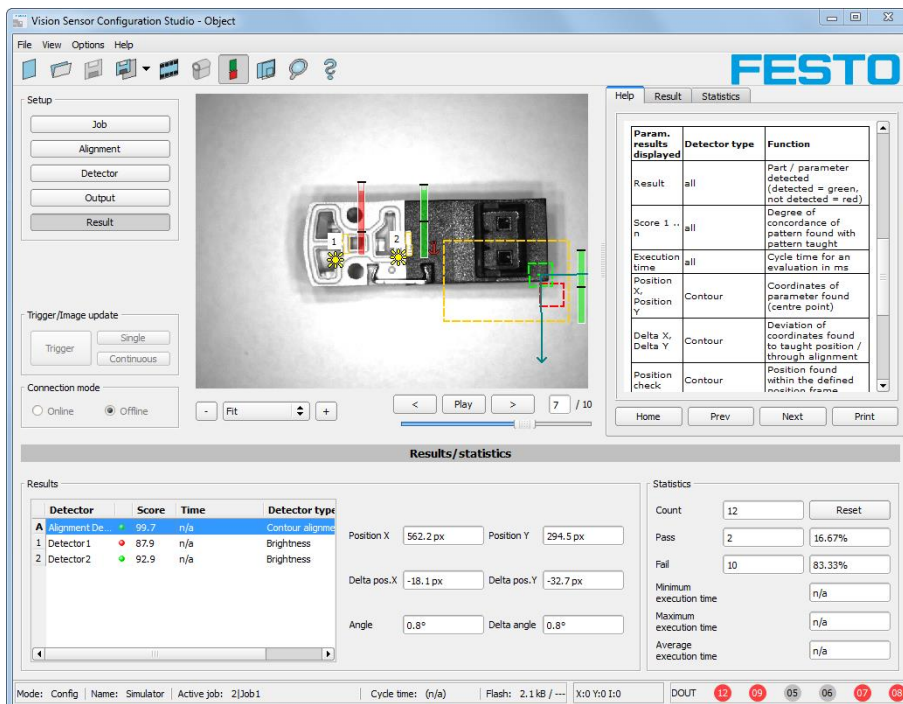 Vision Sensor Configuration Studio - Object
File View Options Help
FESTO
Setup
Job
Alignment
Detector
Output
Result
Trigger/Image update
Trigger
Single
Continuous
Connection mode
Online Offline
1
2
- Fit +
< Play > 7 / 10
Help Result Statistics
Param. results displayed Detector type Function
Result all Part / parameter detected (detected = green, not detected = red)
Score 1 .. n all Degree of concordance of pattern found with pattern taught
Execution time all Cycle time for an evaluation in ms
Position X, Position Y Contour Coordinates of parameter found (centre point)
Delta X, Delta Y Contour Deviation of coordinates found to taught position / through alignment
Position check Contour Position found within the defined position frame
Home Prev Next Print
Results/statistics
Results
Detector Score Time Detector type
A Alignment De... 99.7 n/a Contour alignme
1 Detector1 87.9 n/a Brightness
2 Detector2 92.9 n/a Brightness
Position X 562.2 px Position Y 294.5 px
Delta pos.X -18.1 px Delta pos.Y -32.7 px
Angle 0.8° Delta angle 0.8°
Statistics
Count 12 Reset
Pass 2 16.67%
Fail 10 83.33%
Minimum execution time n/a
Maximum execution time n/a
Average execution time n/a
Mode: Config Name: Simulator Active job: 2|Job1 Cycle time: (n/a) Flash: 2.1 kB / --- X:0 Y:0 I:0 DOUT 12 09 05 06 07 08